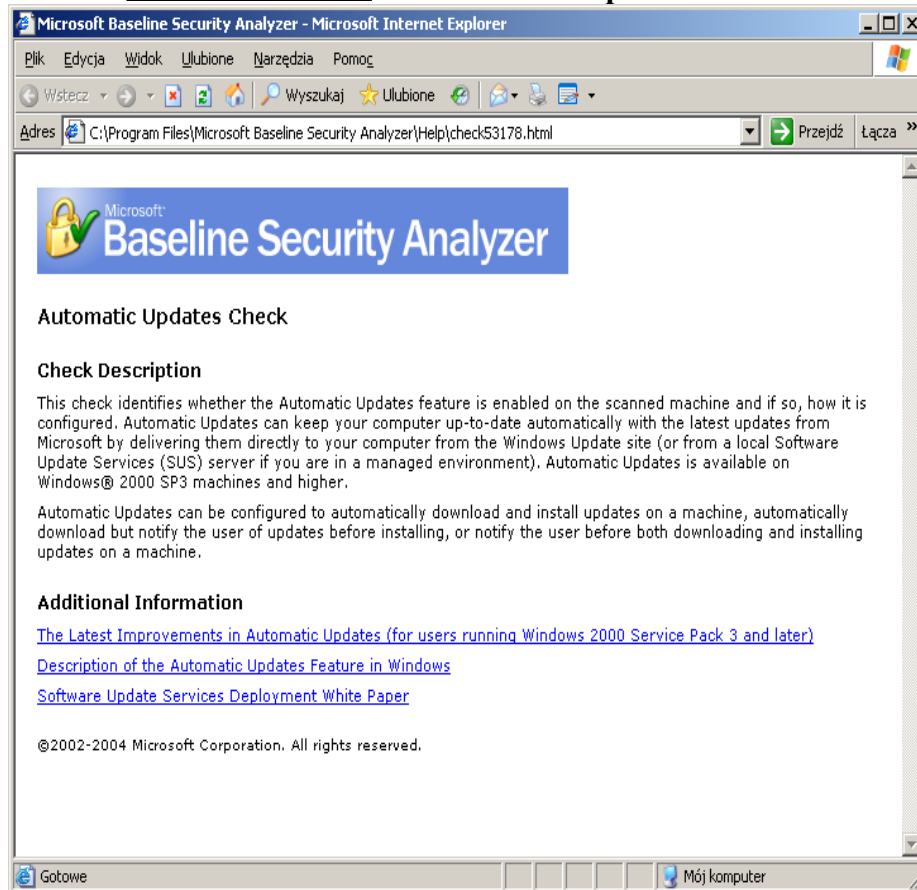 Microsoft Baseline Security Analyzer - Microsoft Internet Explorer
Plik Edycja Widok Ulubione Narzędzia Pomoc
Wstecz Wyszukaj Ulubione
Adres C:\Program Files\Microsoft Baseline Security Analyzer\Help\check53178.html Przejdź Łącza »
Microsoft
Baseline Security Analyzer
Automatic Updates Check
Check Description
This check identifies whether the Automatic Updates feature is enabled on the scanned machine and if so, how it is
configured. Automatic Updates can keep your computer up-to-date automatically with the latest updates from
Microsoft by delivering them directly to your computer from the Windows Update site (or from a local Software
Update Services (SUS) server if you are in a managed environment). Automatic Updates is available on
Windows® 2000 SP3 machines and higher.
Automatic Updates can be configured to automatically download and install updates on a machine, automatically
download but notify the user of updates before installing, or notify the user before both downloading and installing
updates on a machine.
Additional Information
The Latest Improvements in Automatic Updates (for users running Windows 2000 Service Pack 3 and later)
Description of the Automatic Updates Feature in Windows
Software Update Services Deployment White Paper
©2002-2004 Microsoft Corporation. All rights reserved.
Gotowe Mój komputer